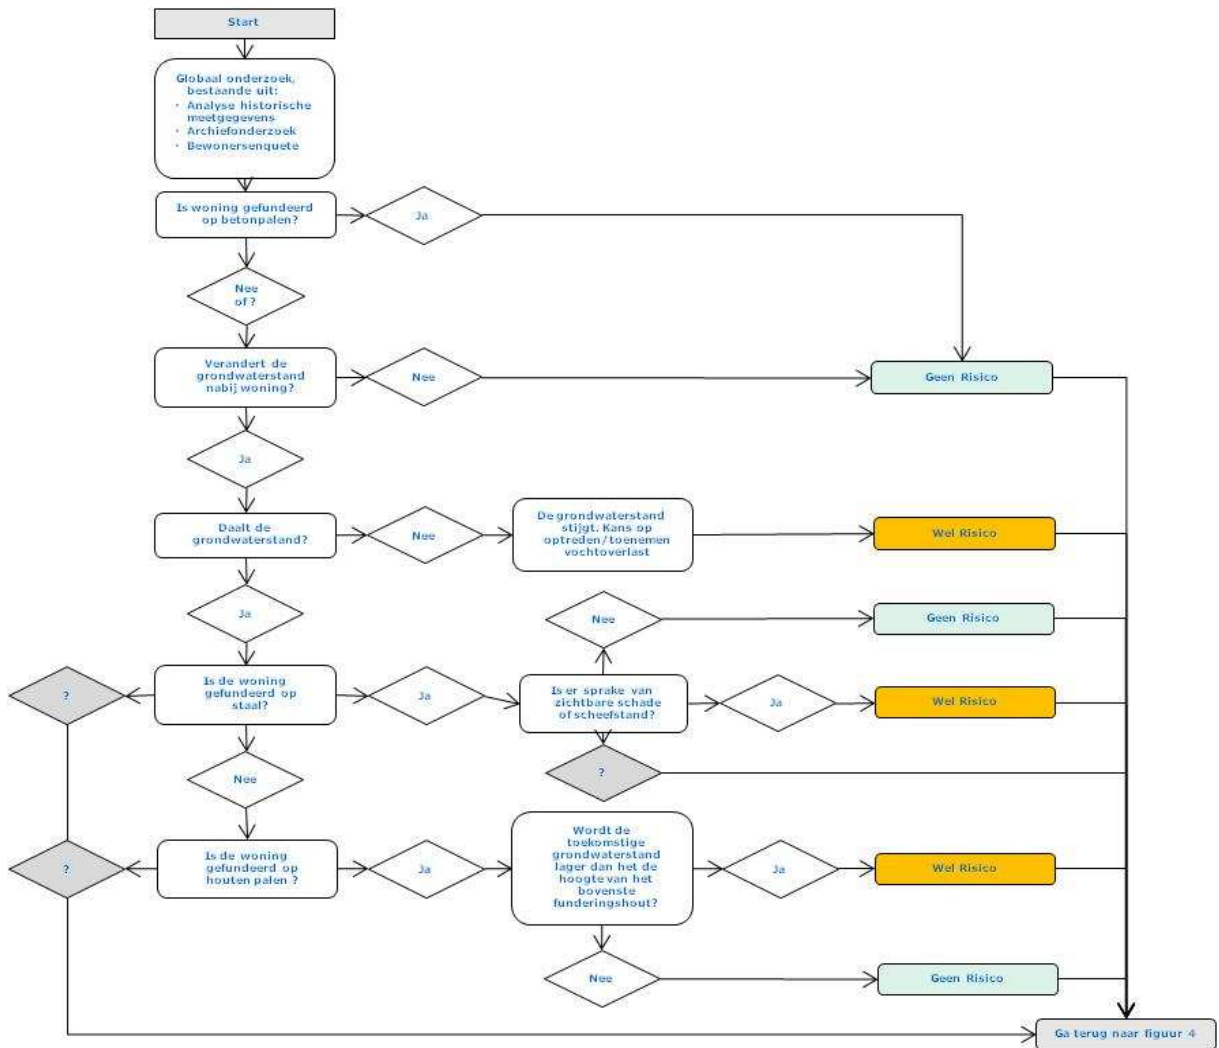 Start
Globaal onderzoek,
bestaande uit:
· Analyse historische
meetgegevens
· Archiefonderzoek
· Bewonersenquete
Is woning gefundeerd
op betonpalen?
Ja
Nee
of ?
Verandert de
grondwaterstand
nabij woning?
Nee
Geen Risico
Ja
Daalt de
grondwaterstand?
Nee
De grondwaterstand
stijgt. Kans op
optreden/toenemen
vochtoverlast
Wel Risico
Ja
Nee
Geen Risico
?
Is de woning
gefundeerd op
staal?
Ja
Is er sprake van
zichtbare schade
of scheefstand?
Ja
Wel Risico
Nee
?
?
Is de woning
gefundeerd op
houten palen ?
Ja
Wordt de
toekomstige
grondwaterstand
lager dan het de
hoogte van het
bovenste
funderingshout?
Ja
Wel Risico
Nee
Geen Risico
Ga terug naar figuur 4